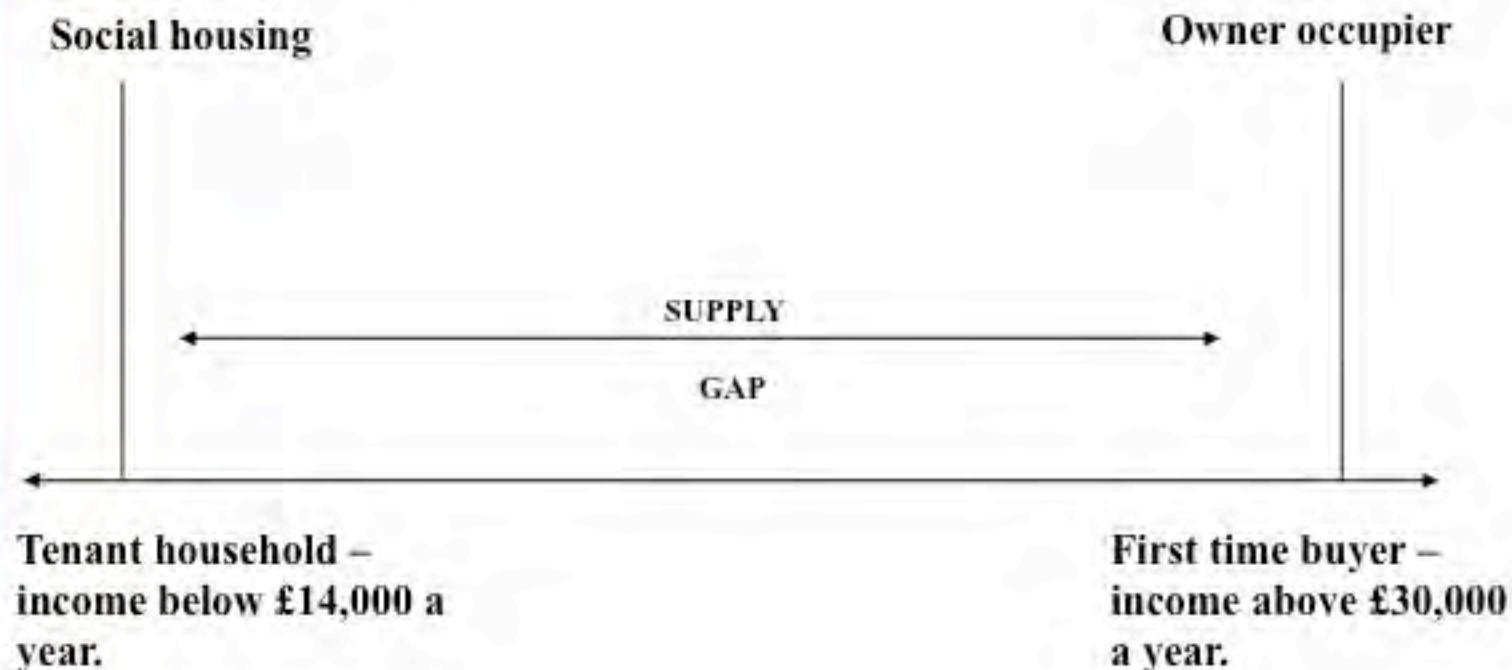 Social housing
Owner occupier
SUPPLY
GAP
Tenant household –
income below £14,000 a
year.
First time buyer –
income above £30,000
a year.